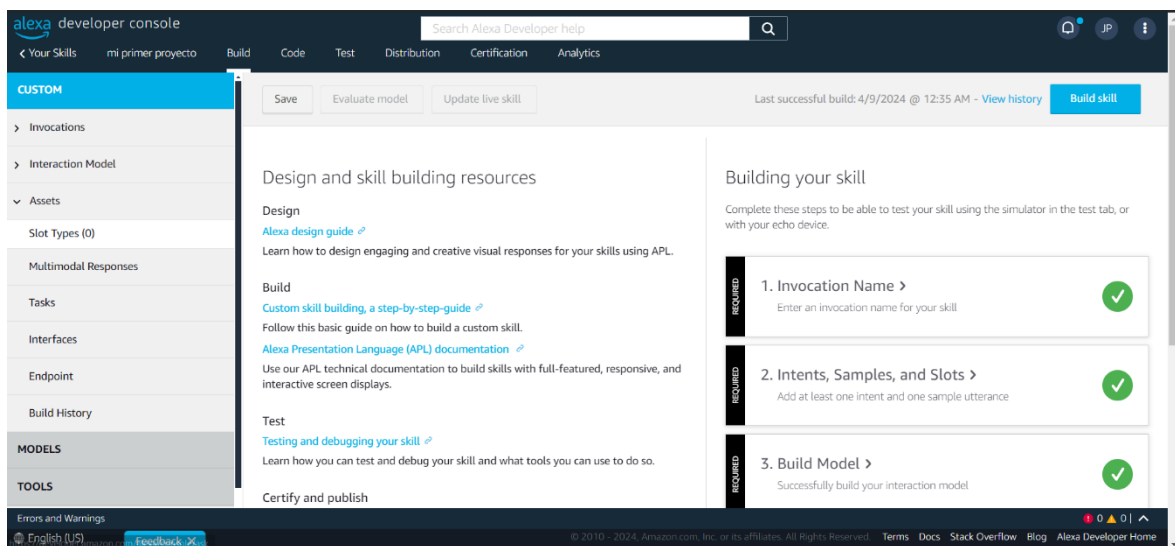 alexa developer console
Search Alexa Developer help
JP
Your Skills
mi primer proyecto
Build
Code
Test
Distribution
Certification
Analytics
CUSTOM
Invocations
Interaction Model
Assets
Slot Types (0)
Multimodal Responses
Tasks
Interfaces
Endpoint
Build History
MODELS
TOOLS
Save
Evaluate model
Update live skill
Last successful build: 4/9/2024 @ 12:35 AM - View history
Build skill
Design and skill building resources
Design
Alexa design guide
Learn how to design engaging and creative visual responses for your skills using APL.
Build
Custom skill building, a step-by-step-guide
Follow this basic guide on how to build a custom skill.
Alexa Presentation Language (APL) documentation
Use our APL technical documentation to build skills with full-featured, responsive, and
interactive screen displays.
Test
Testing and debugging your skill
Learn how you can test and debug your skill and what tools you can use to do so.
Certify and publish
Building your skill
Complete these steps to be able to test your skill using the simulator in the test tab, or
with your echo device.
REQUIRED
1. Invocation Name >
Enter an invocation name for your skill
REQUIRED
2. Intents, Samples, and Slots >
Add at least one intent and one sample utterance
REQUIRED
3. Build Model >
Successfully build your interaction model
Errors and Warnings
0
0
English (US)
Feedback X
© 2010 - 2024, Amazon.com, Inc. or its affiliates. All Rights Reserved.
Terms
Docs
Stack Overflow
Blog
Alexa Developer Home